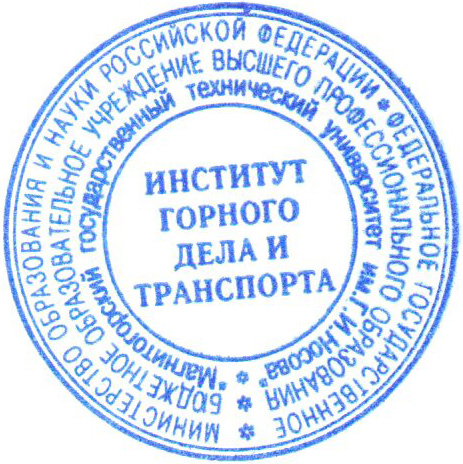 МИНИСТЕРСТВО ОБРАЗОВАНИЯ И НАУКИ РОССИЙСКОЙ ФЕДЕРАЦИИ * ФЕДЕРАЛЬНОЕ ГОСУДАРСТВЕННОЕ *
БЮДЖЕТНОЕ ОБРАЗОВАТЕЛЬНОЕ УЧРЕЖДЕНИЕ ВЫСШЕГО ПРОФЕССИОНАЛЬНОГО ОБРАЗОВАНИЯ *
"Магнитогорский государственный технический университет им.Г.И.Носова" *
ИНСТИТУТ
ГОРНОГО
ДЕЛА И
ТРАНСПОРТА